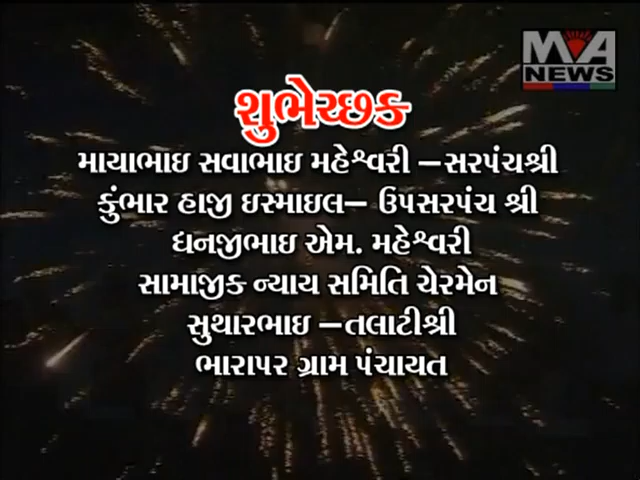 MA NEWS
શુભેચ્છક
માયાભાઇ સવાભાઇ મહેશ્વરી –સરપંચશ્રી
કુંભાર હાજી ઇસ્માઇલ– ઉપસરપંચ શ્રી
ધનજીભાઇ એમ. મહેશ્વરી
સામાજીક ન્યાય સમિતિ ચેરમેન
સુથારભાઇ –તલાટીશ્રી
ભારાપર ગ્રામ પંચાયત